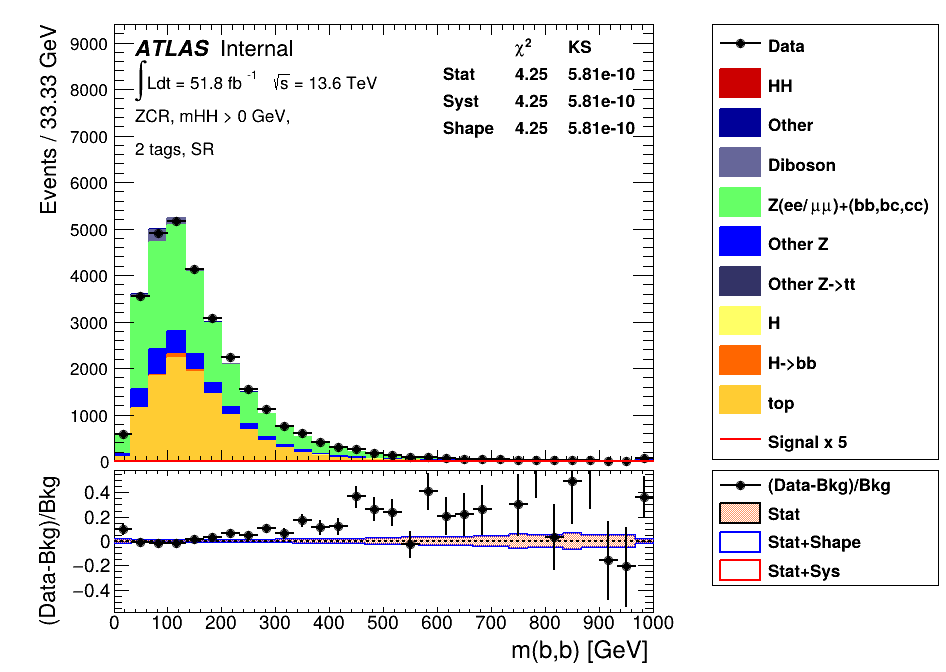 Events / 33.33 GeV
9000
8000
7000
6000
5000
4000
3000
2000
1000
0
ATLAS Internal
∫Ldt = 51.8 fb⁻¹ √s = 13.6 TeV
ZCR, mHH > 0 GeV,
2 tags, SR
χ² KS
Stat 4.25 5.81e-10
Syst 4.25 5.81e-10
Shape 4.25 5.81e-10
Data
HH
Other
Diboson
Z(ee/μμ)+(bb,bc,cc)
Other Z
Other Z->tt
H
H->bb
top
Signal x 5
(Data-Bkg)/Bkg
0.4
0.2
0
−0.2
−0.4
0 100 200 300 400 500 600 700 800 900 1000
m(b,b) [GeV]
(Data-Bkg)/Bkg
Stat
Stat+Shape
Stat+Sys